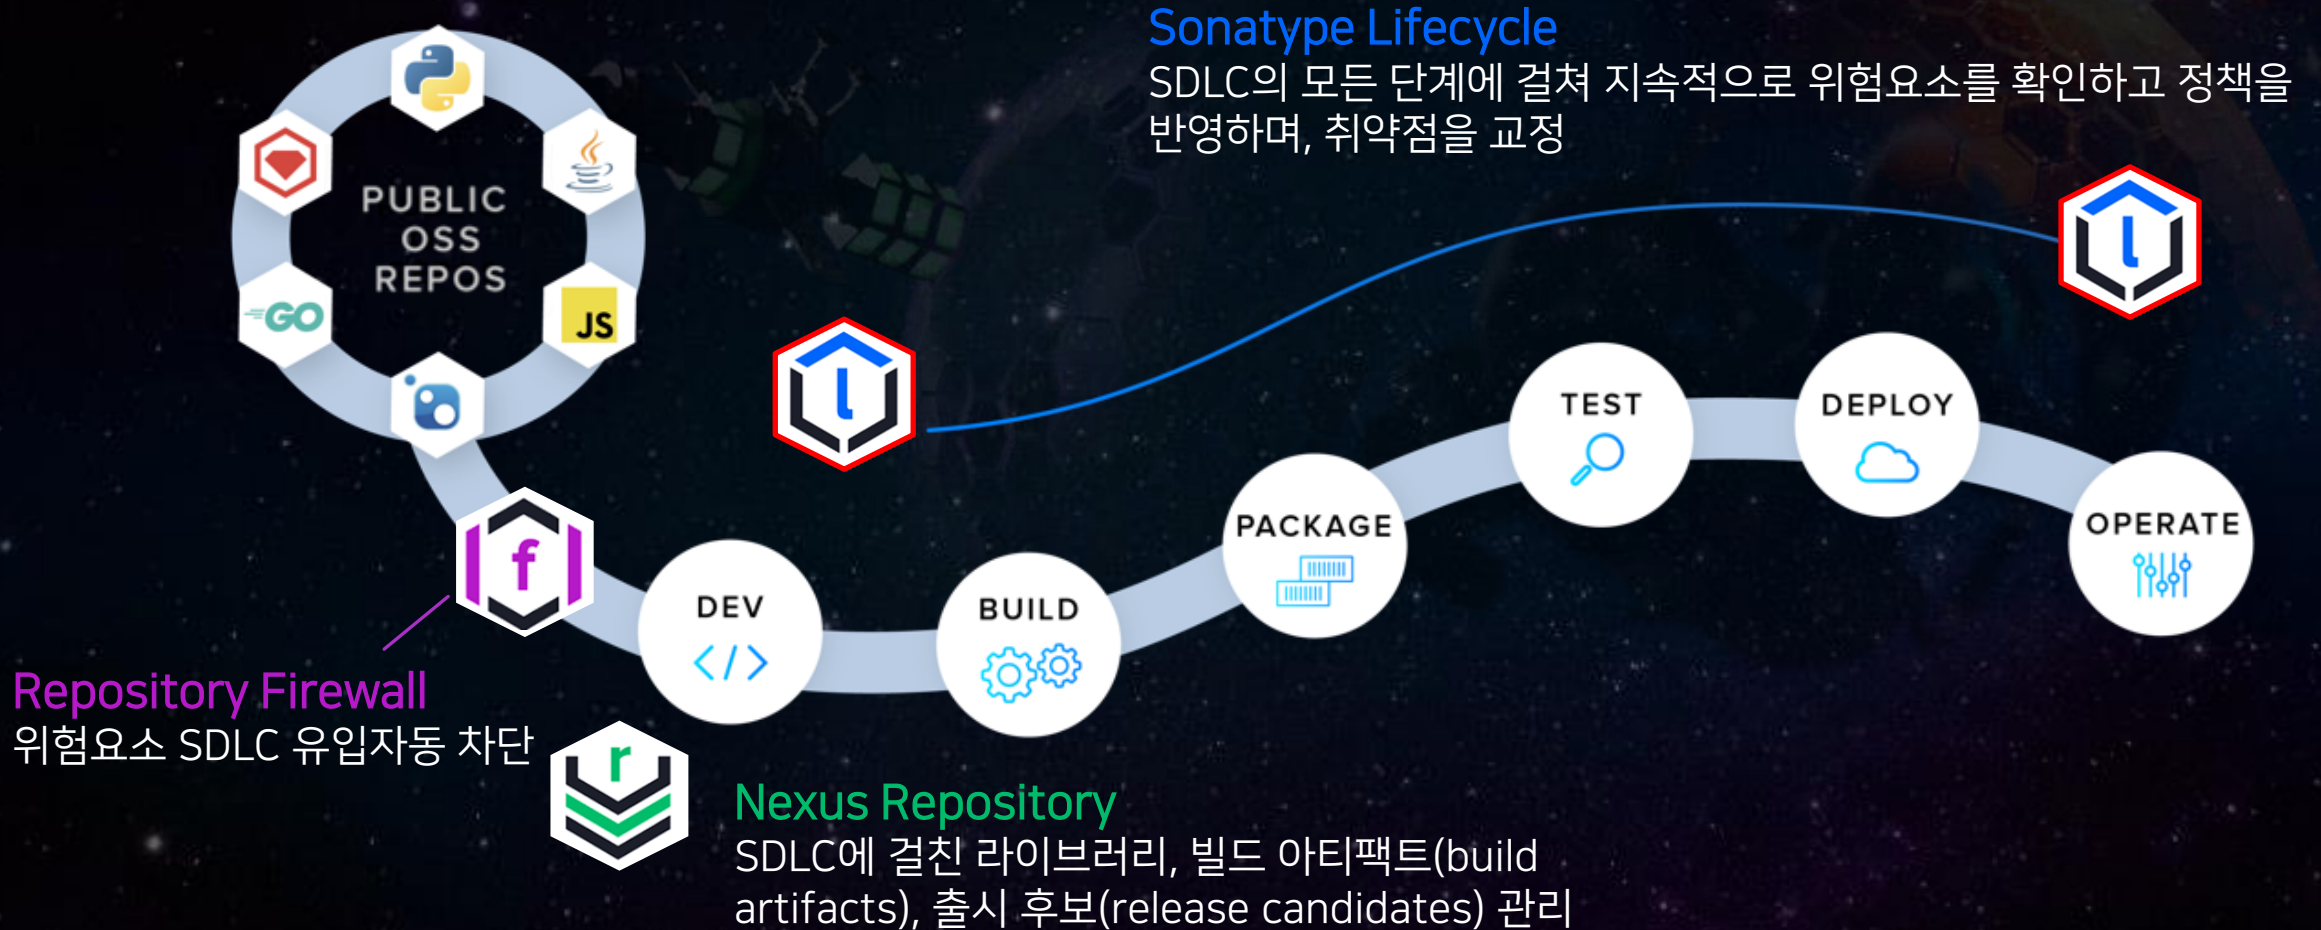 Sonatype Lifecycle
SDLC의 모든 단계에 걸쳐 지속적으로 위험요소를 확인하고 정책을
반영하며, 취약점을 교정
PUBLIC
OSS
REPOS
GO
JS
l
l
f
r
DEV
</>
BUILD
PACKAGE
TEST
DEPLOY
OPERATE
Repository Firewall
위험요소 SDLC 유입자동 차단
Nexus Repository
SDLC에 걸친 라이브러리, 빌드 아티팩트(build
artifacts), 출시 후보(release candidates) 관리